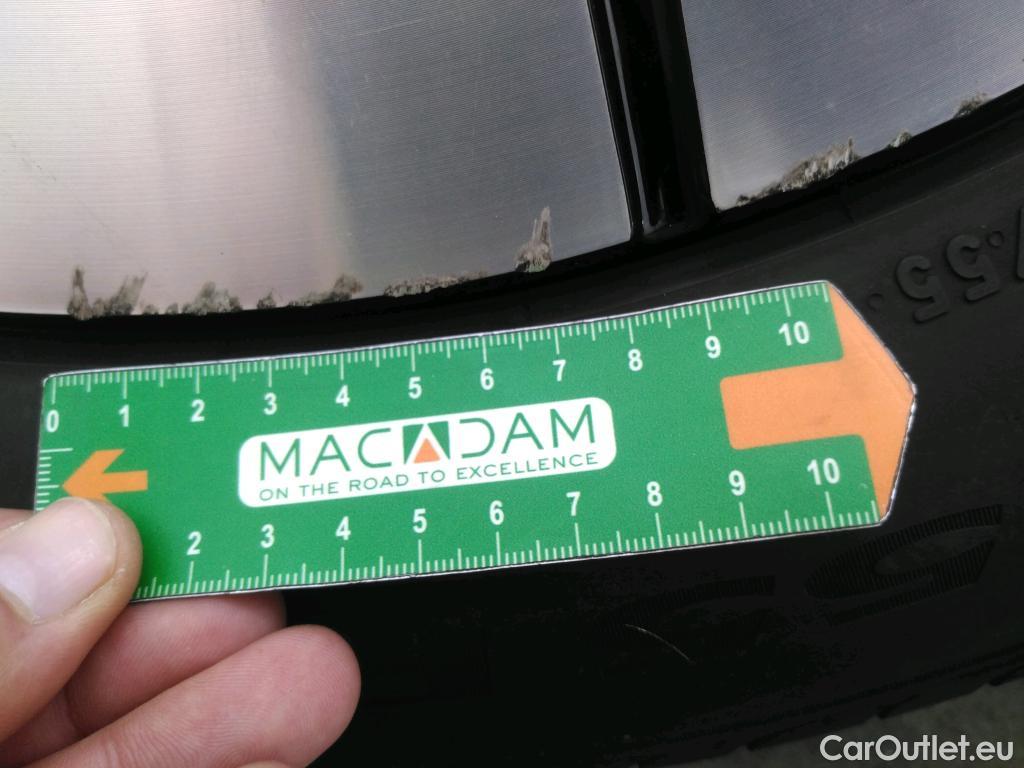 755
0 1 2 3 4 5 6 7 8 9 10
MACADAM
ON THE ROAD TO EXCELLENCE
2 3 4 5 6 7 8 9 10
CarOutlet.eu